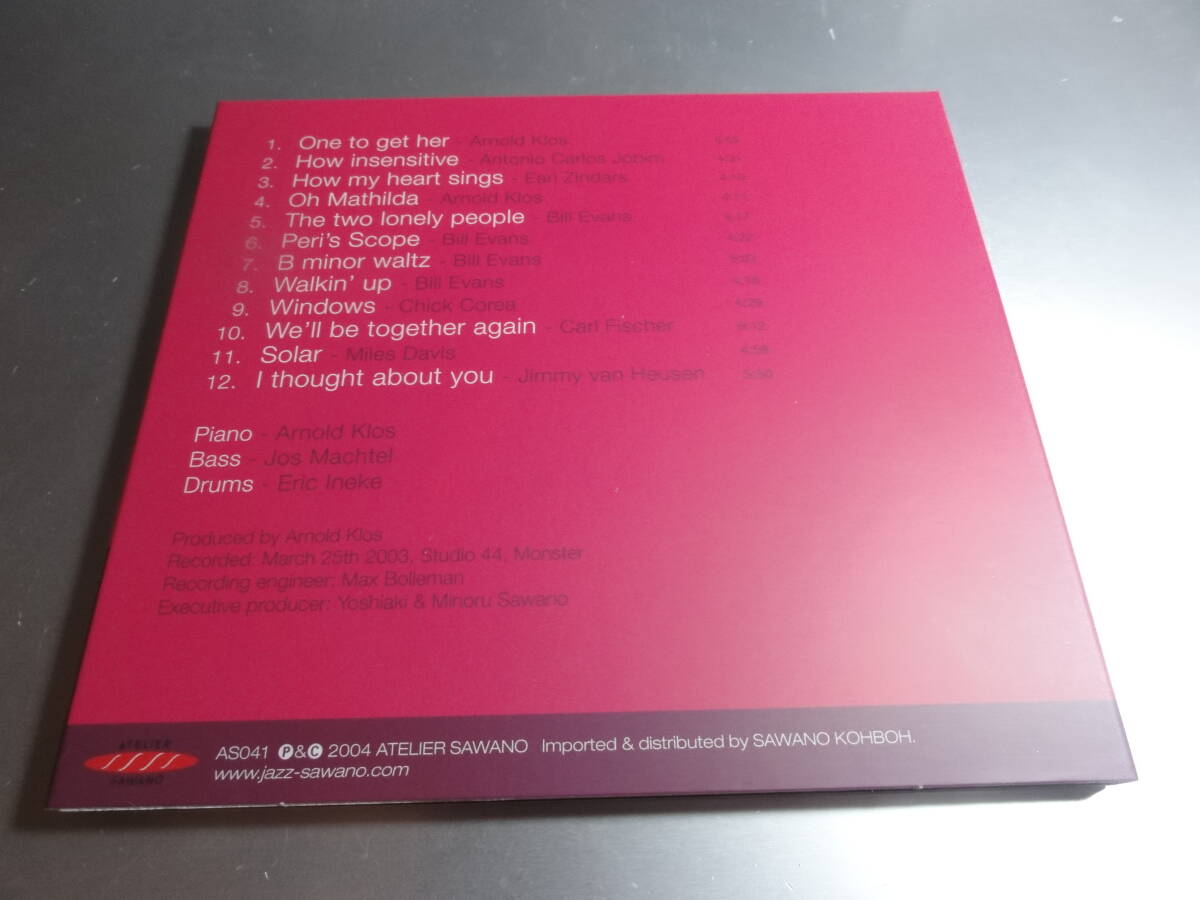 1. One to get her - Arnold Klos
2. How insensitive - Antonio Carlos Jobim
3. How my heart sings - Earl Zindars
4. Oh Mathilda - Arnold Klos
5. The two lonely people - Bill Evans
6. Peri's Scope - Bill Evans
7. B minor waltz - Bill Evans
8. Walkin' up - Bill Evans
9. Windows - Chick Corea 4:29
10. We'll be together again - Carl Fischer
11. Solar - Miles Davis 4:58
12. I thought about you - Jimmy van Heusen 5:50
Piano - Arnold Klos
Bass - Jos Machtel
Drums - Eric Ineke
Produced by Arnold Klos
Recorded: March 25th 2003, Studio 44, Monster
Recording engineer: Max Bolleman
Executive producer: Yoshiaki & Minoru Sawano
ATELIER
SAWANO
AS041 Ⓟ&© 2004 ATELIER SAWANO Imported & distributed by SAWANO KOHBOH.
www.jazz-sawano.com